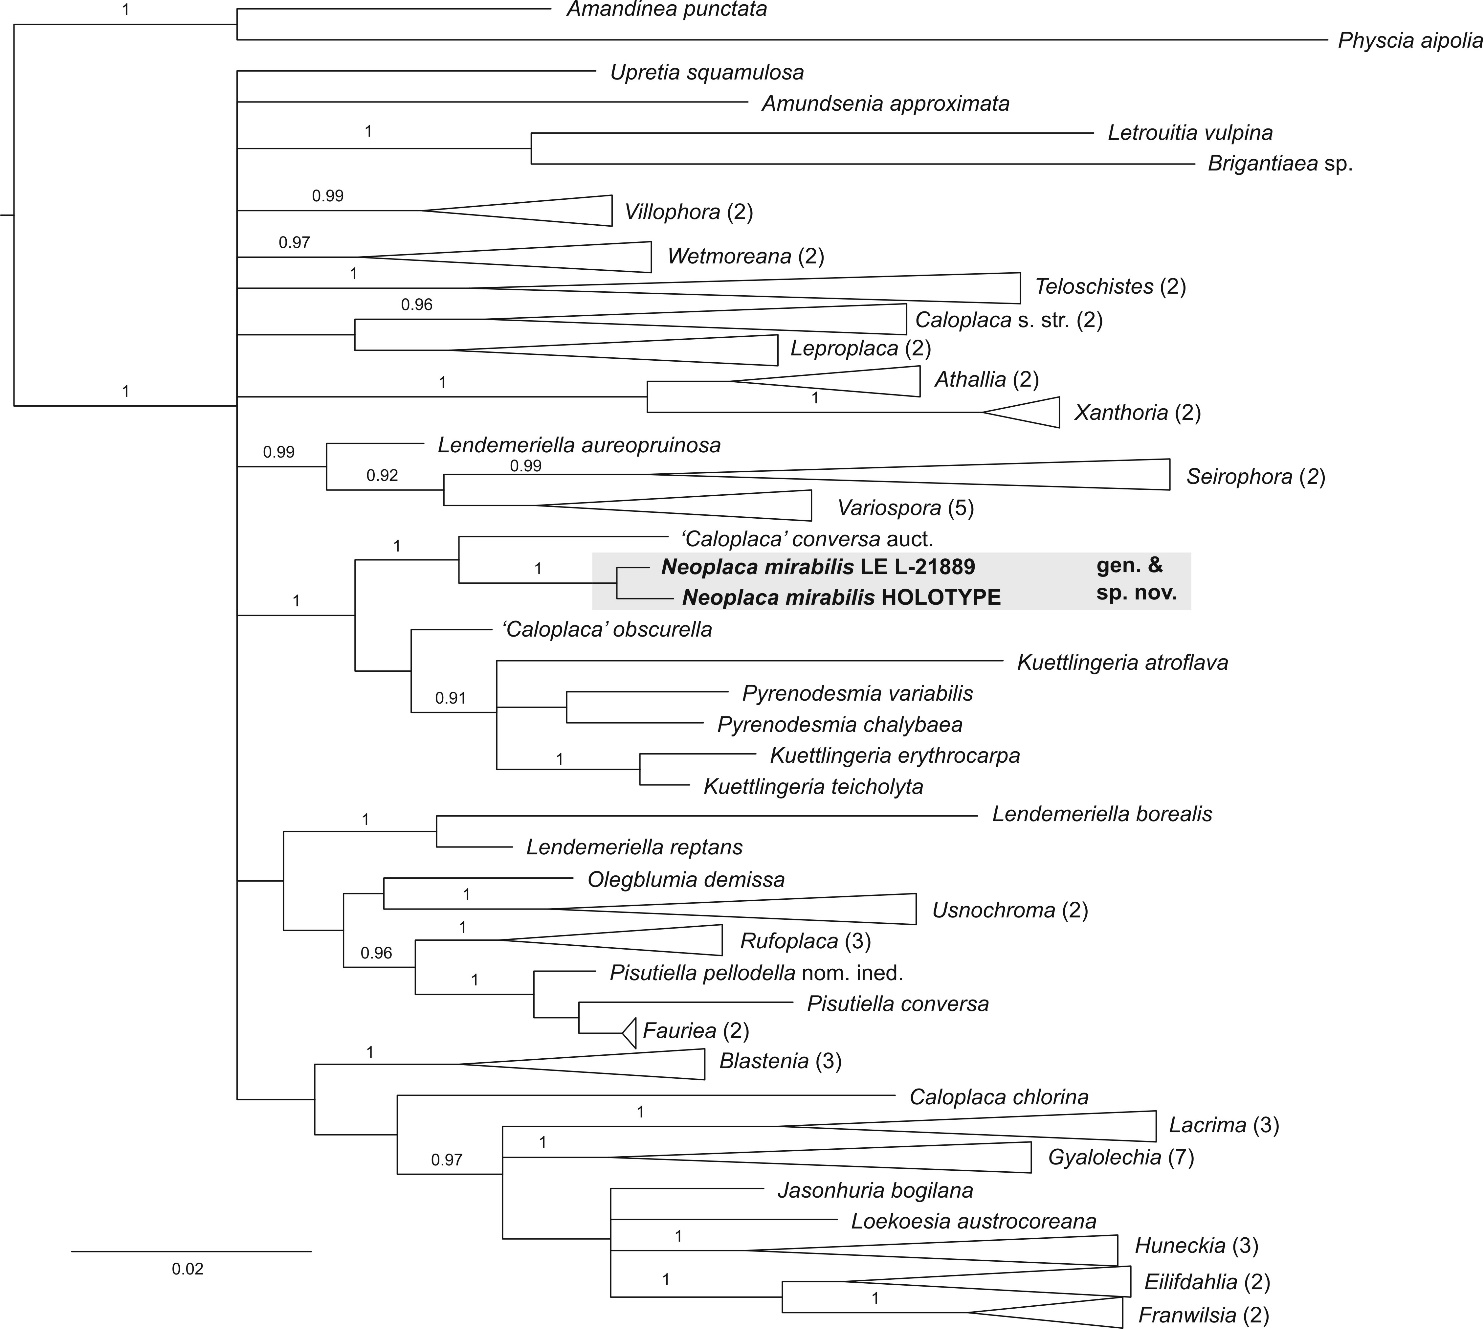 1
Amandinea punctata
Physcia aipolia
Upretia squamulosa
Amundsenia approximata
1
Letrouitia vulpina
Brigantiaea sp.
0.99
Villophora (2)
0.97
Wetmoreana (2)
1
Teloschistes (2)
0.96
Caloplaca s. str. (2)
Leproplaca (2)
1
1
Athallia (2)
1
Xanthoria (2)
0.99
Lendemeriella aureopruinosa
0.92
0.99
Seirophora (2)
Variospora (5)
1
1
'Caloplaca' conversa auct.
1
Neoplaca mirabilis LE L-21889
Neoplaca mirabilis HOLOTYPE
gen. &
sp. nov.
'Caloplaca' obscurella
0.91
Kuettlingeria atroflava
Pyrenodesmia variabilis
Pyrenodesmia chalybaea
1
Kuettlingeria erythrocarpa
Kuettlingeria teicholyta
1
Lendemeriella borealis
Lendemeriella reptans
Olegblumia demissa
1
Usnochroma (2)
0.96
1
Rufoplaca (3)
1
Pisutiella pellodella nom. ined.
Pisutiella conversa
Fauriea (2)
1
Blastenia (3)
Caloplaca chlorina
0.97
1
Lacrima (3)
1
Gyalolechia (7)
Jasonhuria bogilana
Loekoesia austrocoreana
1
Huneckia (3)
1
Eilifdahlia (2)
1
Franwilsia (2)
0.02